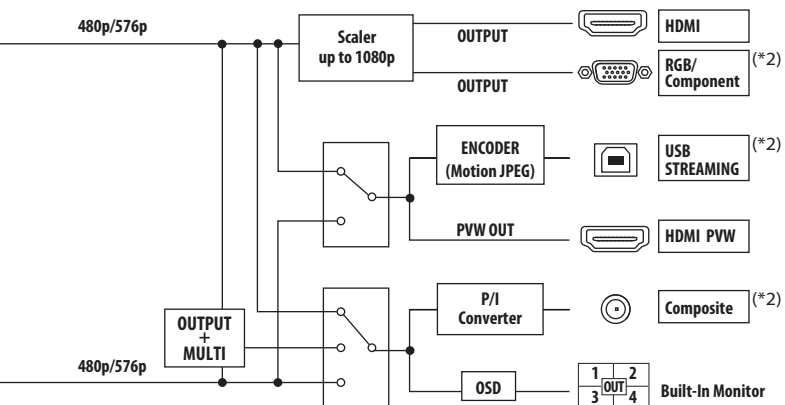 480p/576p
Scaler
up to 1080p
OUTPUT
HDMI
OUTPUT
RGB/
Component
(*2)
ENCODER
(Motion JPEG)
USB
STREAMING
(*2)
PVW OUT
HDMI PVW
P/I
Converter
Composite
(*2)
OUTPUT
+
MULTI
480p/576p
OSD
1 2
OUT
3 4
Built-In Monitor